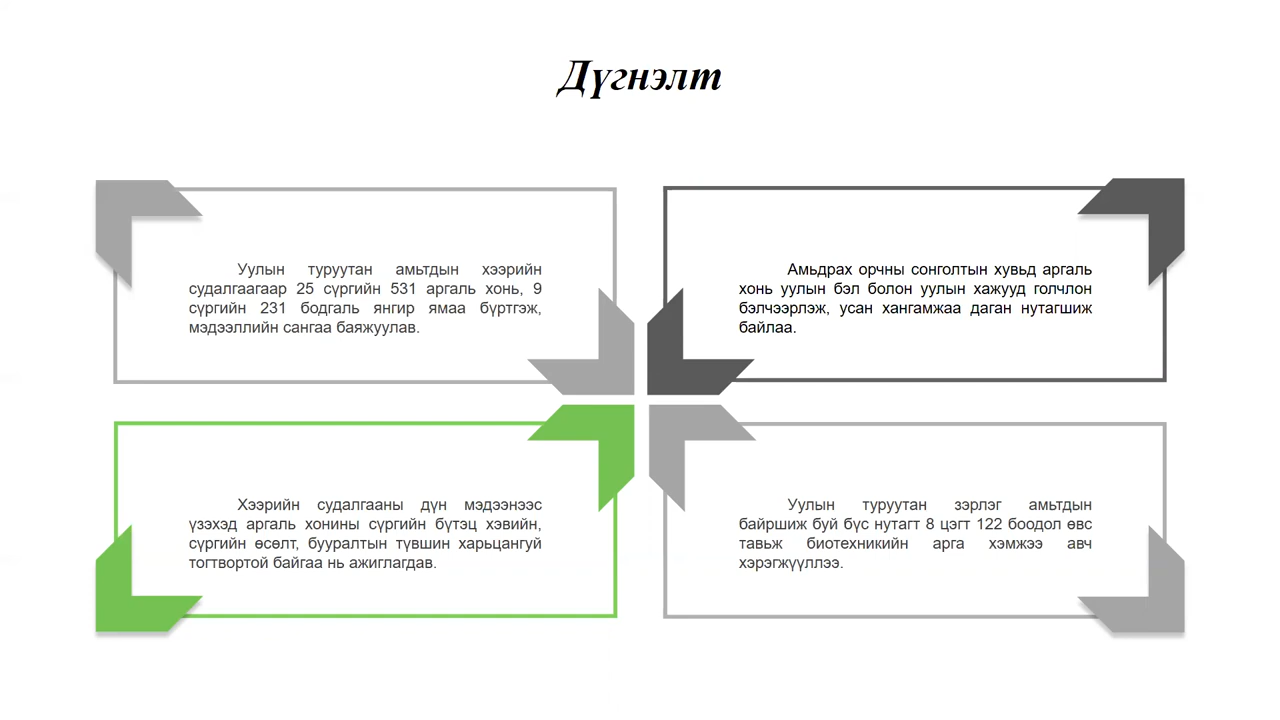 Дүгнэлт
Уулын туруутан амьтдын хээрийн
судалгаагаар 25 сүргийн 531 аргаль хонь, 9
сүргийн 231 бодгаль янгир ямаа бүртгэж,
мэдээллийн сангаа баяжуулав.
Амьдрах орчны сонголтын хувьд аргаль
хонь уулын бэл болон уулын хажууд голчлон
бэлчээрлэж, усан хангамжаа даган нутагшиж
байлаа.
Хээрийн судалгааны дүн мэдээнээс
үзэхэд аргаль хонины сүргийн бүтэц хэвийн,
сүргийн өсөлт, бууралтын түвшин харьцангуй
тогтвортой байгаа нь ажиглагдав.
Уулын туруутан зэрлэг амьтдын
байршиж буй бүс нутагт 8 цэгт 122 боодол өвс
тавьж биотехникийн арга хэмжээ авч
хэрэгжүүллээ.